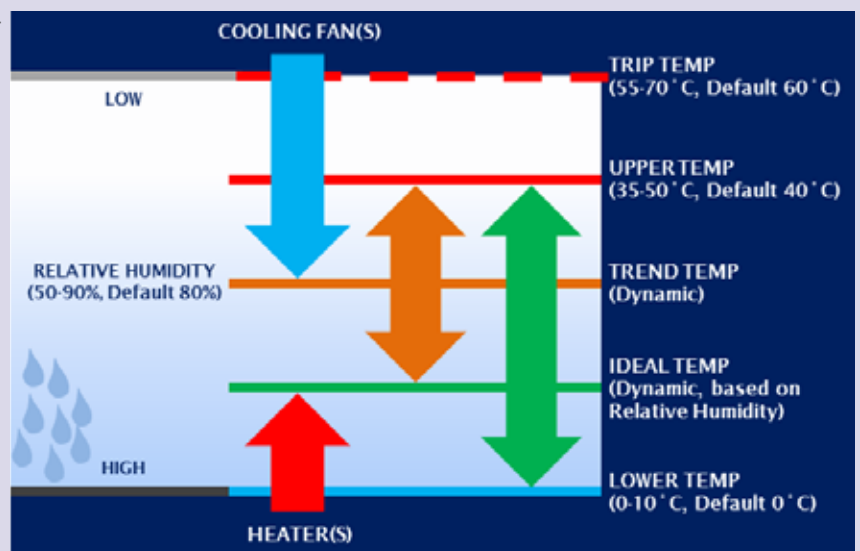 COOLING FAN(S)
LOW
TRIP TEMP
(55-70˚C, Default 60˚C)
UPPER TEMP
(35-50˚C, Default 40˚C)
RELATIVE HUMIDITY
(50-90%, Default 80%)
TREND TEMP
(Dynamic)
IDEAL TEMP
(Dynamic, based on
Relative Humidity)
HIGH
LOWER TEMP
(0-10˚C, Default 0˚C)
HEATER(S)